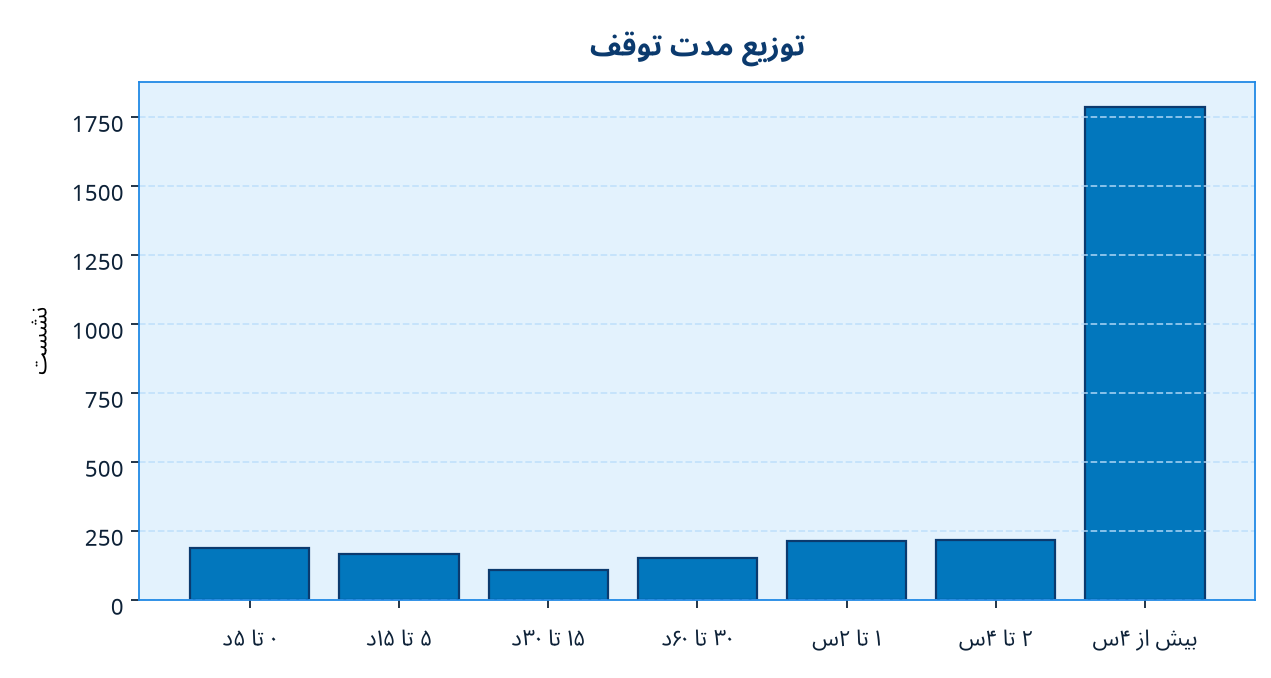 توزیع مدت توقف
نشست
1750
1500
1250
1000
750
500
250
0
۰ تا ۵د
۵ تا ۱۵د
۱۵ تا ۳۰د
۳۰ تا ۶۰د
۱ تا ۲س
۲ تا ۴س
بیش از ۴س